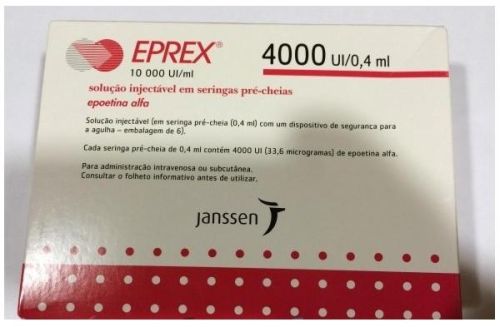 EPREX® 4000 UI/0,4 ml
10 000 UI/ml
solução injectável em seringas pré-cheias
epoetina alfa
Solução injectável (em seringa pré-cheia (0,4 ml) com um dispositivo de segurança para
a agulha – embalagem de 6).
Cada seringa pré-cheia de 0,4 ml contém 4000 UI (33,6 microgramas) de epoetina alfa.
Para administração intravenosa ou subcutânea.
Consultar o folheto informativo antes de utilizar.
janssen